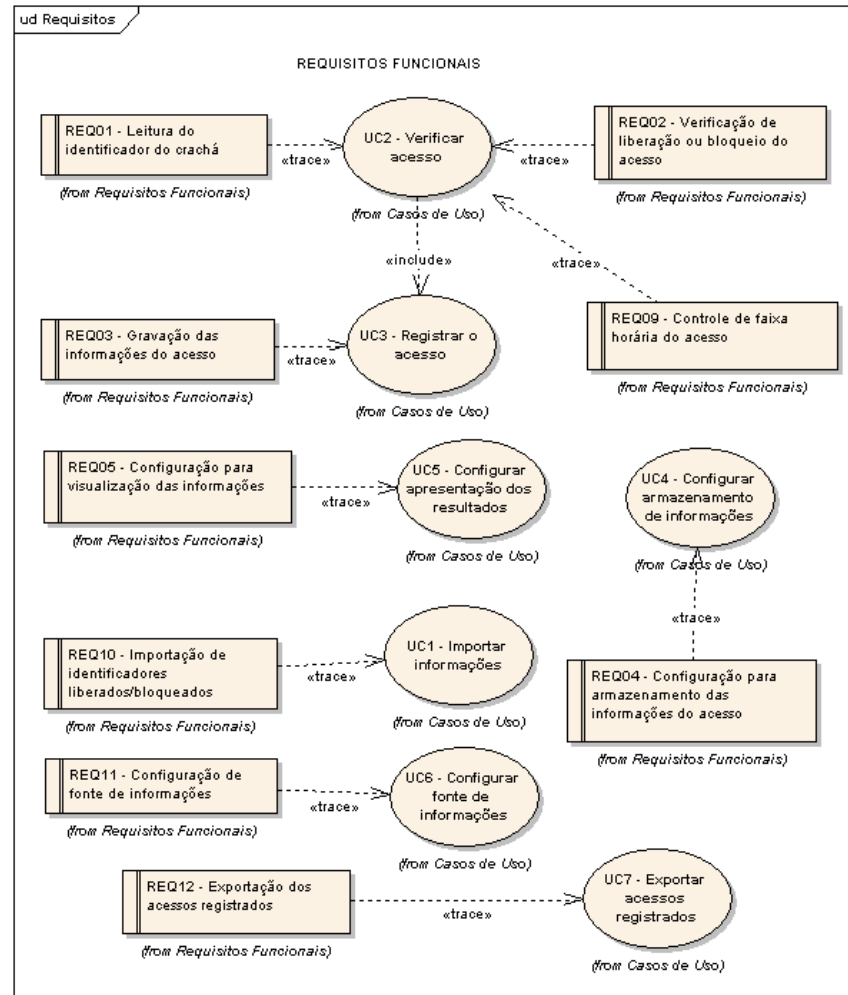 ud Requisitos
REQUISITOS FUNCIONAIS
REQ01 - Leitura do
identificador do crachá
(from Requisitos Funcionais)
«trace»
UC2 - Verificar
acesso
(from Casos de Uso)
«trace»
REQ02 - Verificação de
liberação ou bloqueio do
acesso
(from Requisitos Funcionais)
«include»
«trace»
REQ03 - Gravação das
informações do acesso
(from Requisitos Funcionais)
«trace»
UC3 - Registrar o
acesso
(from Casos de Uso)
REQ09 - Controle de faixa
horária do acesso
(from Requisitos Funcionais)
REQ05 - Configuração para
visualização das informações
(from Requisitos Funcionais)
«trace»
UC5 - Configurar
apresentação dos
resultados
(from Casos de Uso)
UC4 - Configurar
armazenamento
de informações
(from Casos de Uso)
«trace»
REQ10 - Importação de
identificadores
liberados/bloqueados
(from Requisitos Funcionais)
«trace»
UC1 - Importar
informações
(from Casos de Uso)
REQ04 - Configuração para
armazenamento das
informações do acesso
(from Requisitos Funcionais)
REQ11 - Configuração de
fonte de informações
(from Requisitos Funcionais)
«trace»
UC6 - Configurar
fonte de
informações
(from Casos de Uso)
REQ12 - Exportação dos
acessos registrados
(from Requisitos Funcionais)
«trace»
UC7 - Exportar
acessos
registrados
(from Casos de Uso)